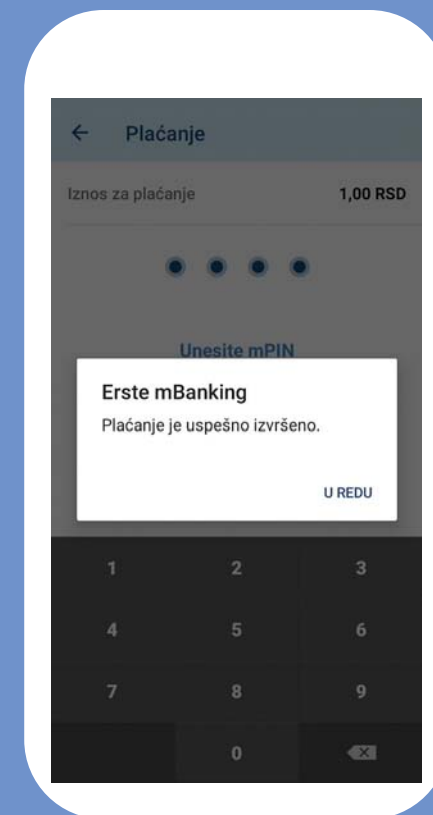 Plaćanje
Iznos za plaćanje 1,00 RSD
Unesite mPIN
Erste mBanking
Plaćanje je uspešno izvršeno.
U REDU
1 2 3
4 5 6
7 8 9
0